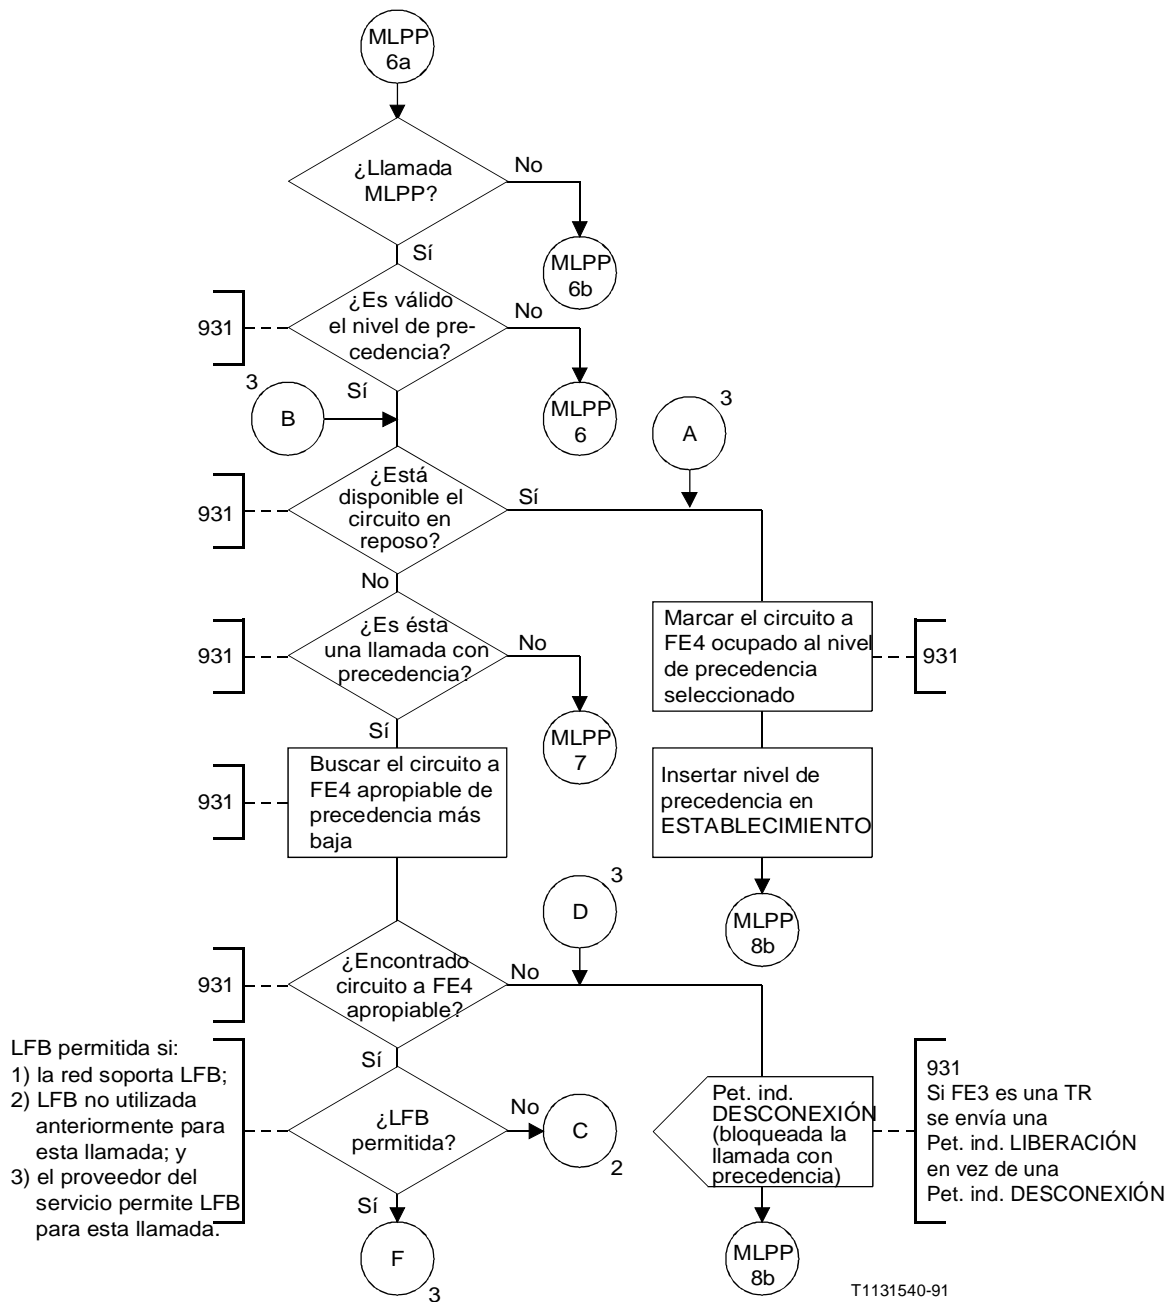 MLPP
6a
¿Llamada
MLPP?
No
Sí
MLPP
6b
931
¿Es válido
el nivel de pre-
cedencia?
No
Sí
3
B
MLPP
6
3
A
931
¿Está
disponible el
circuito en
reposo?
Sí
No
931
¿Es ésta
una llamada con
precedencia?
No
Sí
MLPP
7
Marcar el circuito a
FE4 ocupado al nivel
de precedencia
seleccionado
931
931
Buscar el circuito a
FE4 apropiable de
precedencia más
baja
Insertar nivel de
precedencia en
ESTABLECIMIENTO
3
D
MLPP
8b
931
¿Encontrado
circuito a FE4
apropiable?
No
Sí
LFB permitida si:
1) la red soporta LFB;
2) LFB no utilizada
anteriormente para
esta llamada; y
3) el proveedor del
servicio permite LFB
para esta llamada.
¿LFB
permitida?
No
Sí
C
2
Pet. ind.
DESCONEXIÓN
(bloqueada la
llamada con
precedencia)
931
Si FE3 es una TR
se envía una
Pet. ind. LIBERACIÓN
en vez de una
Pet. ind. DESCONEXIÓN
F
3
MLPP
8b
T1131540-91